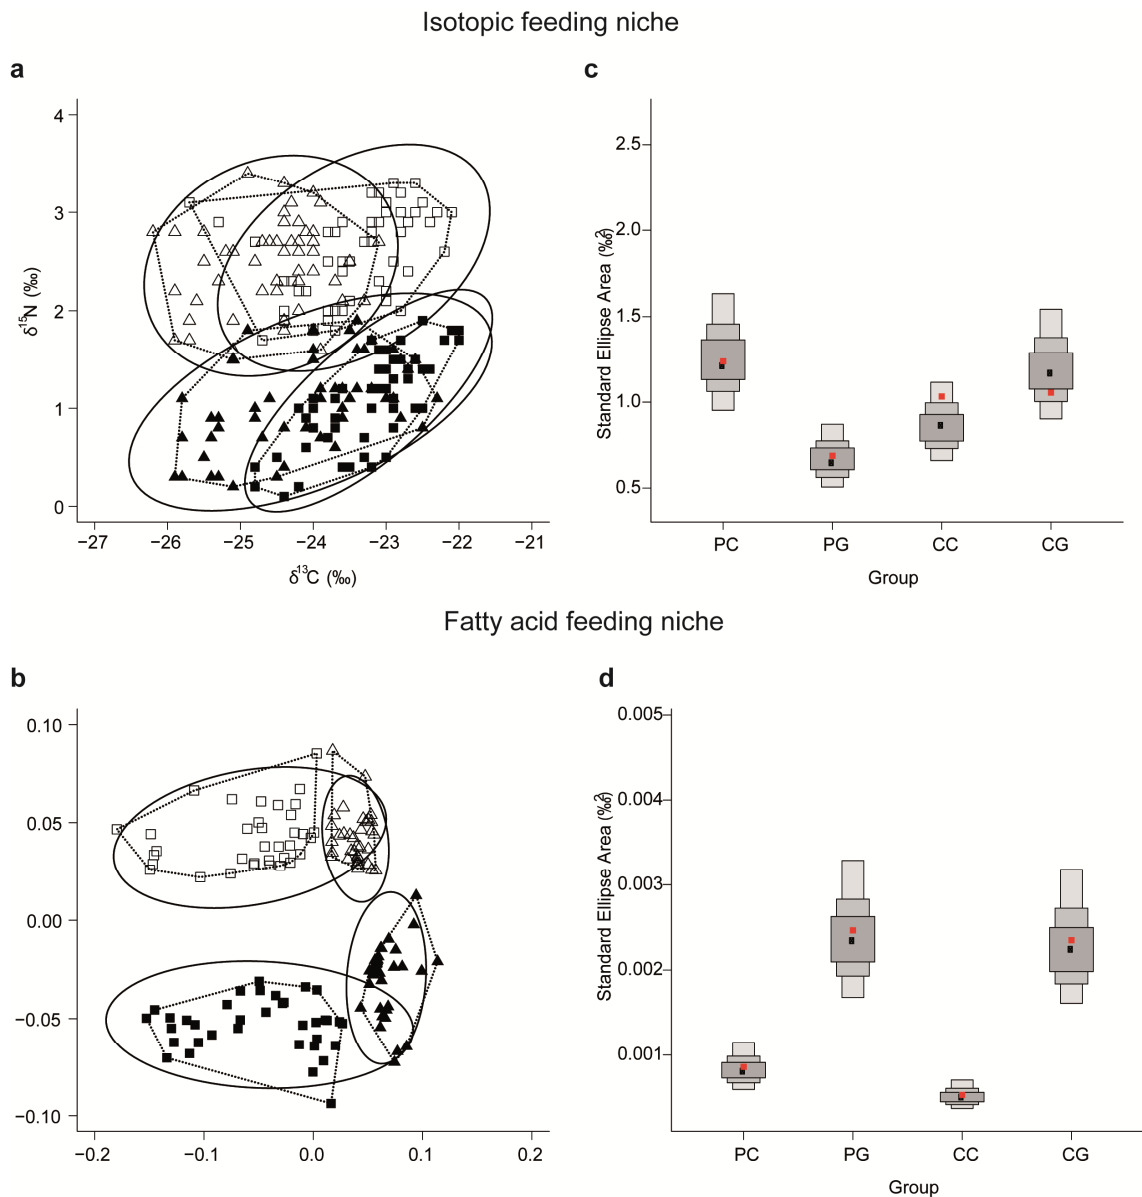 Isotopic feeding niche
a
4
3
2
1
0
δ15N (‰)
−27 −26 −25 −24 −23 −22 −21
δ13C (‰)
c
2.5
2.0
1.5
1.0
0.5
Standard Ellipse Area (‰2)
PC PG CC CG
Group
Fatty acid feeding niche
b
0.10
0.05
0.00
−0.05
−0.10
−0.2 −0.1 0.0 0.1 0.2
d
0.005
0.004
0.003
0.002
0.001
Standard Ellipse Area (‰2)
PC PG CC CG
Group